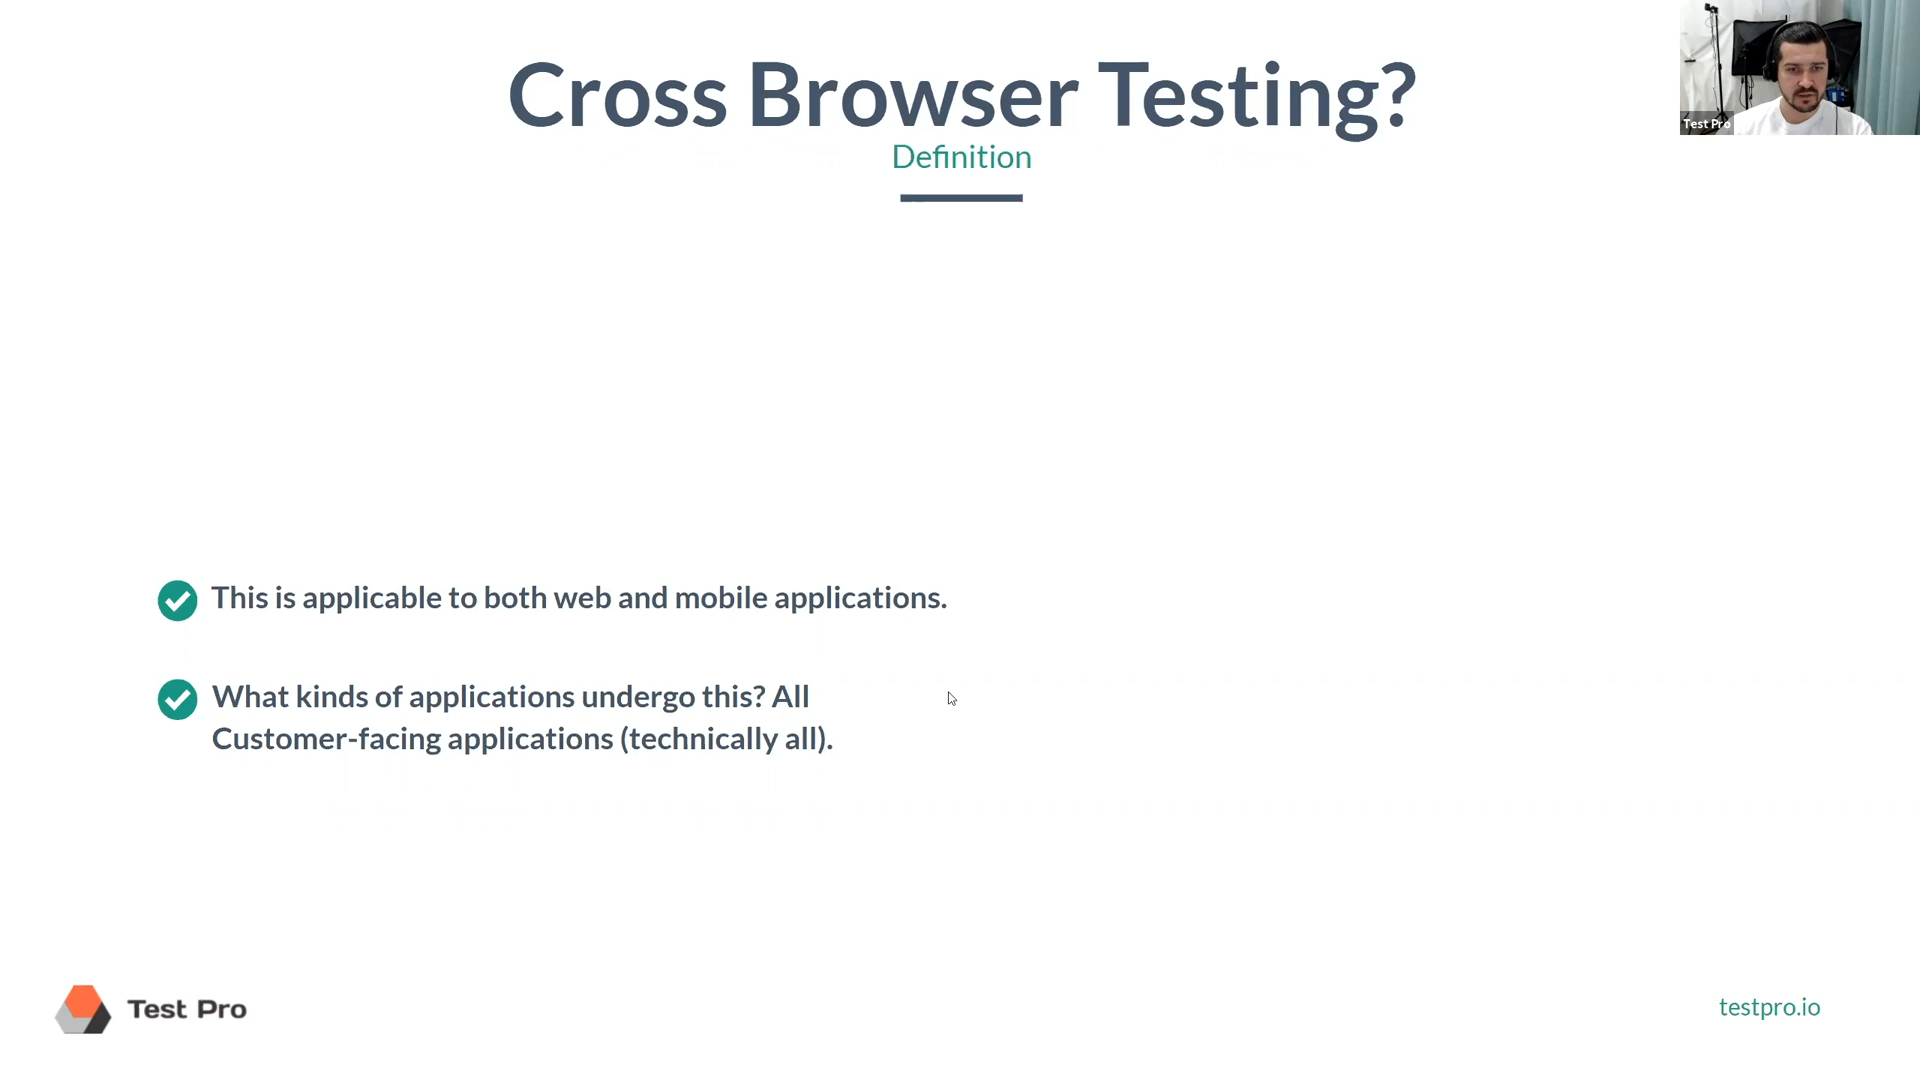 Cross Browser Testing?
Definition
Test Pro
This is applicable to both web and mobile applications.
What kinds of applications undergo this? All
Customer-facing applications (technically all).
Test Pro
testpro.io